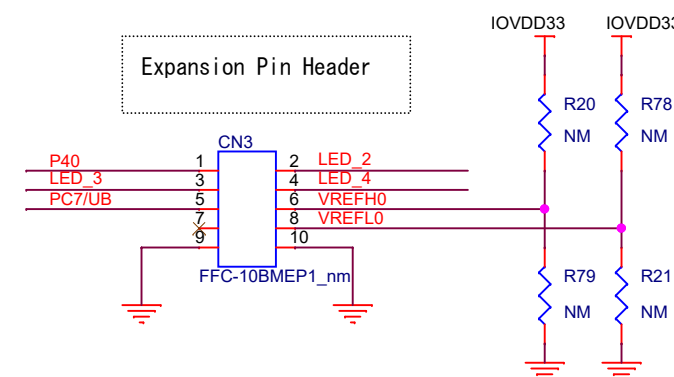 IOVDD33 IOVDD33
Expansion Pin Header
R20 R78
NM NM
CN3
P40 1 2 LED_2
LED_3 3 4 LED_4
PC7/UB 5 6 VREFH0
7 8 VREFL0
9 10
FFC-10BMEP1_nm
R79 R21
NM NM